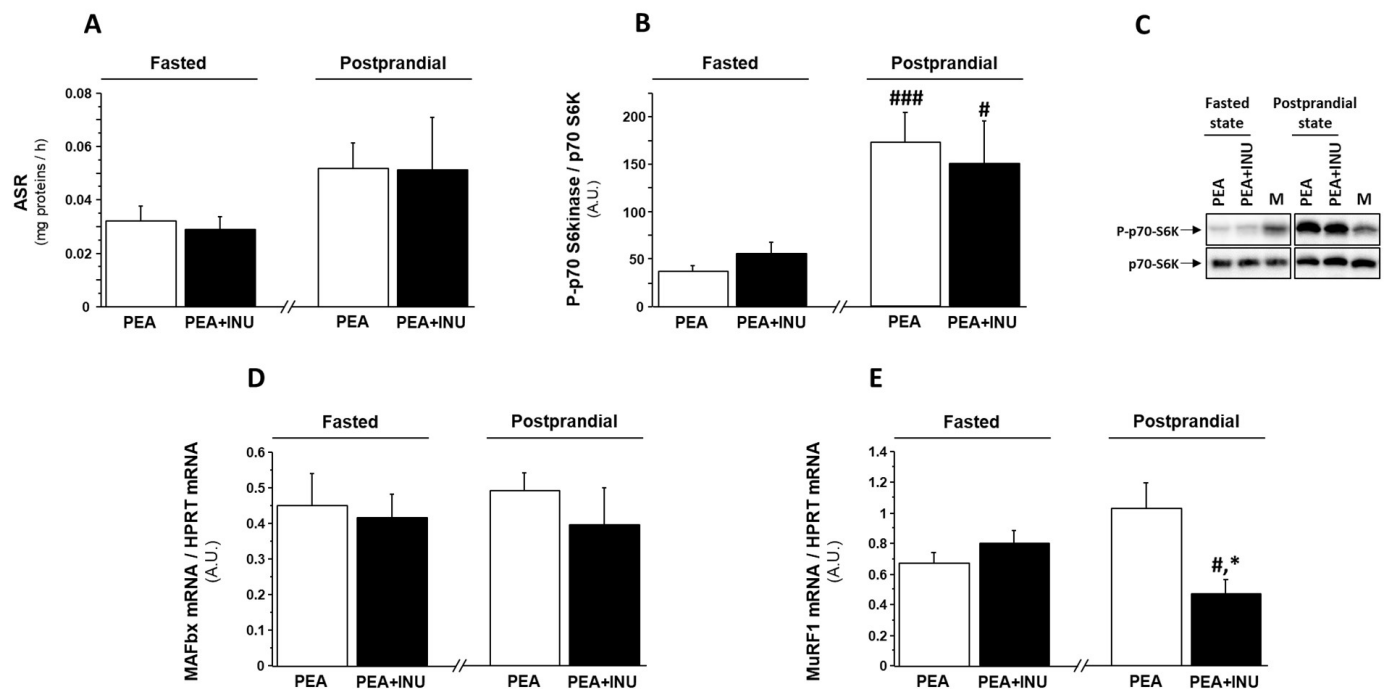 A
Fasted
Postprandial
ASR
(mg proteins / h)
0.08
0.06
0.04
0.02
0
PEA
PEA+INU
PEA
PEA+INU
B
Fasted
Postprandial
P-p70 S6kinase / p70 S6K
(A.U.)
200
150
100
50
0
###
#
PEA
PEA+INU
PEA
PEA+INU
C
Fasted
state
Postprandial
state
PEA
PEA+INU
M
PEA
PEA+INU
M
P-p70-S6K
p70-S6K
D
Fasted
Postprandial
MAFbx mRNA / HPRT mRNA
(A.U.)
0.6
0.5
0.4
0.3
0.2
0.1
0
PEA
PEA+INU
PEA
PEA+INU
E
Fasted
Postprandial
MuRF1 mRNA / HPRT mRNA
(A.U.)
1.4
1.2
1
0.8
0.6
0.4
0.2
0
#,*
PEA
PEA+INU
PEA
PEA+INU